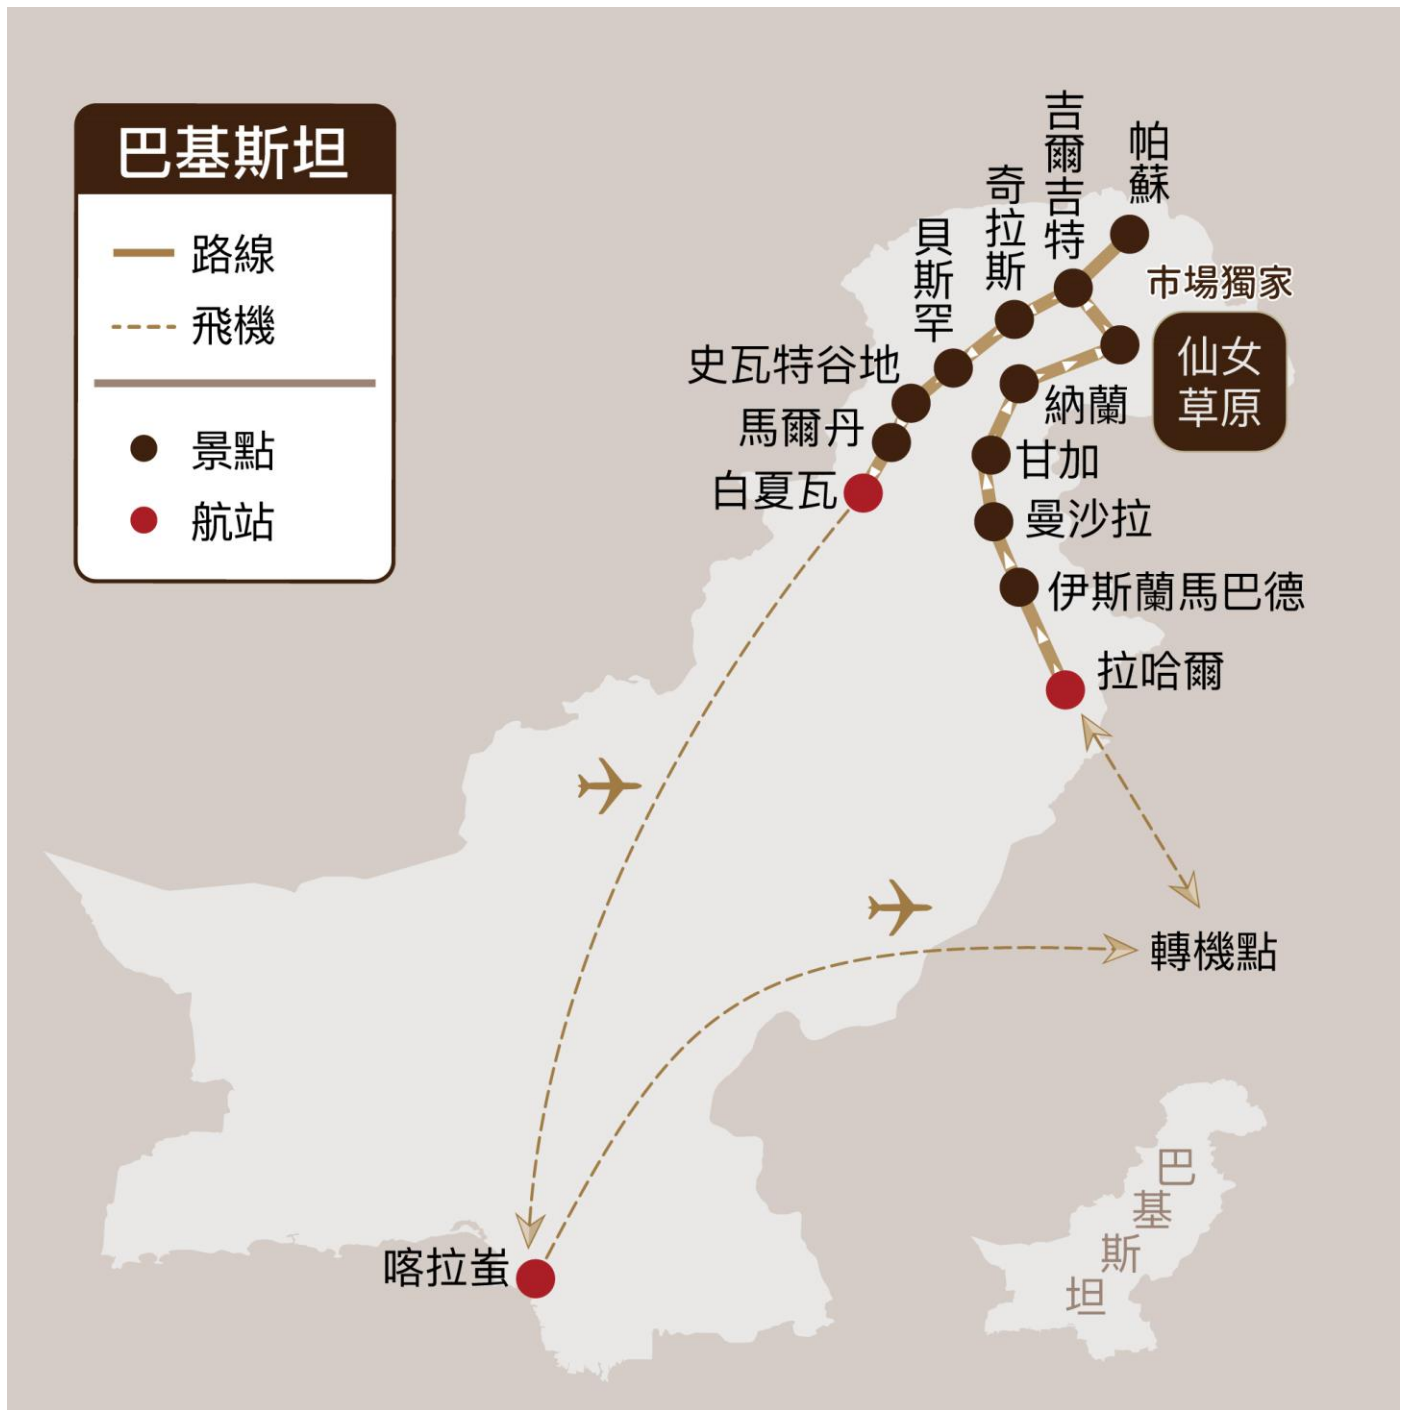 巴基斯坦
路線
飛機
景點
航站
帕蘇
吉爾吉特
奇拉斯
貝斯罕
史瓦特谷地
馬爾丹
白夏瓦
市場獨家
仙女
草原
納蘭
甘加
曼沙拉
伊斯蘭馬巴德
拉哈爾
轉機點
喀拉蚩
巴基斯坦